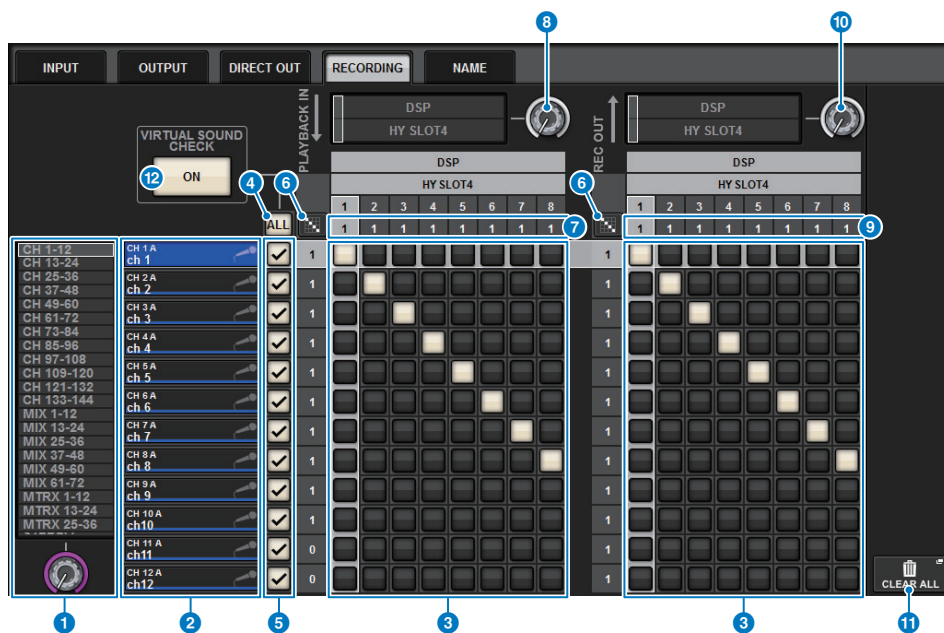 8
10
INPUT
OUTPUT
DIRECT OUT
RECORDING
NAME
PLAYBACK IN
DSP
HY SLOT4
REC OUT
DSP
HY SLOT4
VIRTUAL SOUND
CHECK
12
ON
4
6
ALL
DSP
HY SLOT4
1 2 3 4 5 6 7 8
1 1 1 1 1 1 1 1
7
6
DSP
HY SLOT4
1 2 3 4 5 6 7 8
1 1 1 1 1 1 1 1
9
CH 1-12
CH 13-24
CH 25-36
CH 37-48
CH 49-60
CH 61-72
CH 73-84
CH 85-96
CH 97-108
CH 109-120
CH 121-132
CH 133-144
MIX 1-12
MIX 13-24
MIX 25-36
MIX 37-48
MIX 49-60
MIX 61-72
MTRX 1-12
MTRX 13-24
MTRX 25-36
CH 1 A
ch 1
CH 2 A
ch 2
CH 3 A
ch 3
CH 4 A
ch 4
CH 5 A
ch 5
CH 6 A
ch 6
CH 7 A
ch 7
CH 8 A
ch 8
CH 9 A
ch 9
CH 10 A
ch10
CH 11 A
ch11
CH 12 A
ch12
1
1
1
1
1
1
1
1
1
1
0
0
1
1
1
1
1
1
1
1
1
1
1
1
CLEAR ALL
1
2
5
3
3
11